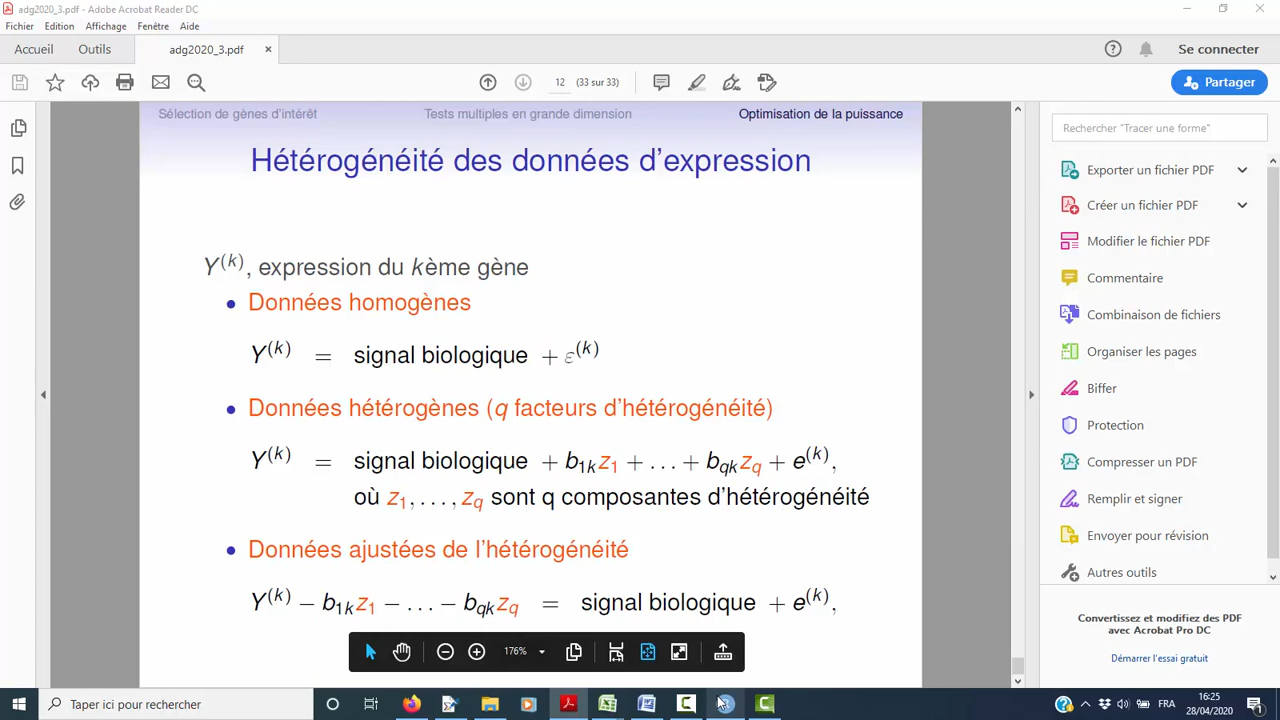 adg2020_3.pdf - Adobe Acrobat Reader DC
Fichier Edition Affichage Fenêtre Aide
Accueil Outils adg2020_3.pdf × Se connecter
12 (33 sur 33) Partager
Sélection de gènes d'intérêt Tests multiples en grande dimension Optimisation de la puissance
Hétérogénéité des données d'expression
Y^(k), expression du kème gène
• Données homogènes
Y^(k) = signal biologique + ε^(k)
• Données hétérogènes (q facteurs d'hétérogénéité)
Y^(k) = signal biologique + b_1k z_1 + … + b_qk z_q + e^(k),
où z_1, …, z_q sont q composantes d'hétérogénéité
• Données ajustées de l'hétérogénéité
Y^(k) − b_1k z_1 − … − b_qk z_q = signal biologique + e^(k),
176%
Rechercher "Tracer une forme"
Exporter un fichier PDF
Créer un fichier PDF
Modifier le fichier PDF
Commentaire
Combinaison de fichiers
Organiser les pages
Biffer
Protection
Compresser un PDF
Remplir et signer
Envoyer pour révision
Autres outils
Convertissez et modifiez des PDF
avec Acrobat Pro DC
Démarrer l'essai gratuit
Taper ici pour rechercher
FRA
16:25
28/04/2020